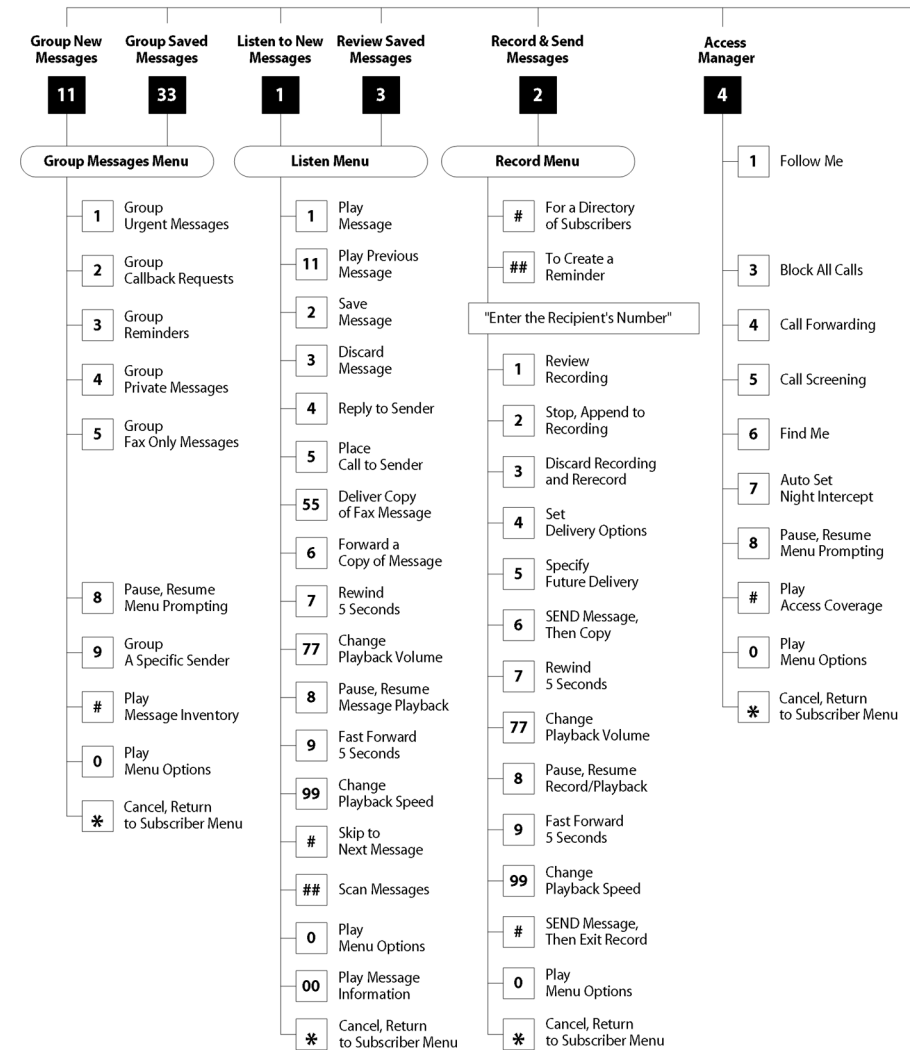 Group New
Messages
11
Group Saved
Messages
33
Listen to New
Messages
1
Review Saved
Messages
3
Record & Send
Messages
2
Access
Manager
4
Group Messages Menu
1
Group
Urgent Messages
2
Group
Callback Requests
3
Group
Reminders
4
Group
Private Messages
5
Group
Fax Only Messages
8
Pause, Resume
Menu Prompting
9
Group
A Specific Sender
#
Play
Message Inventory
0
Play
Menu Options
*
Cancel, Return
to Subscriber Menu
Listen Menu
1
Play
Message
11
Play Previous
Message
2
Save
Message
3
Discard
Message
4
Reply to Sender
5
Place
Call to Sender
55
Deliver Copy
of Fax Message
6
Forward a
Copy of Message
7
Rewind
5 Seconds
77
Change
Playback Volume
8
Pause, Resume
Message Playback
9
Fast Forward
5 Seconds
99
Change
Playback Speed
#
Skip to
Next Message
##
Scan Messages
0
Play
Menu Options
00
Play Message
Information
*
Cancel, Return
to Subscriber Menu
Record Menu
#
For a Directory
of Subscribers
##
To Create a
Reminder
"Enter the Recipient's Number"
1
Review
Recording
2
Stop, Append to
Recording
3
Discard Recording
and Rerecord
4
Set
Delivery Options
5
Specify
Future Delivery
6
SEND Message,
Then Copy
7
Rewind
5 Seconds
77
Change
Playback Volume
8
Pause, Resume
Record/Playback
9
Fast Forward
5 Seconds
99
Change
Playback Speed
#
SEND Message,
Then Exit Record
0
Play
Menu Options
*
Cancel, Return
to Subscriber Menu
1
Follow Me
3
Block All Calls
4
Call Forwarding
5
Call Screening
6
Find Me
7
Auto Set
Night Intercept
8
Pause, Resume
Menu Prompting
#
Play
Access Coverage
0
Play
Menu Options
*
Cancel, Return
to Subscriber Menu